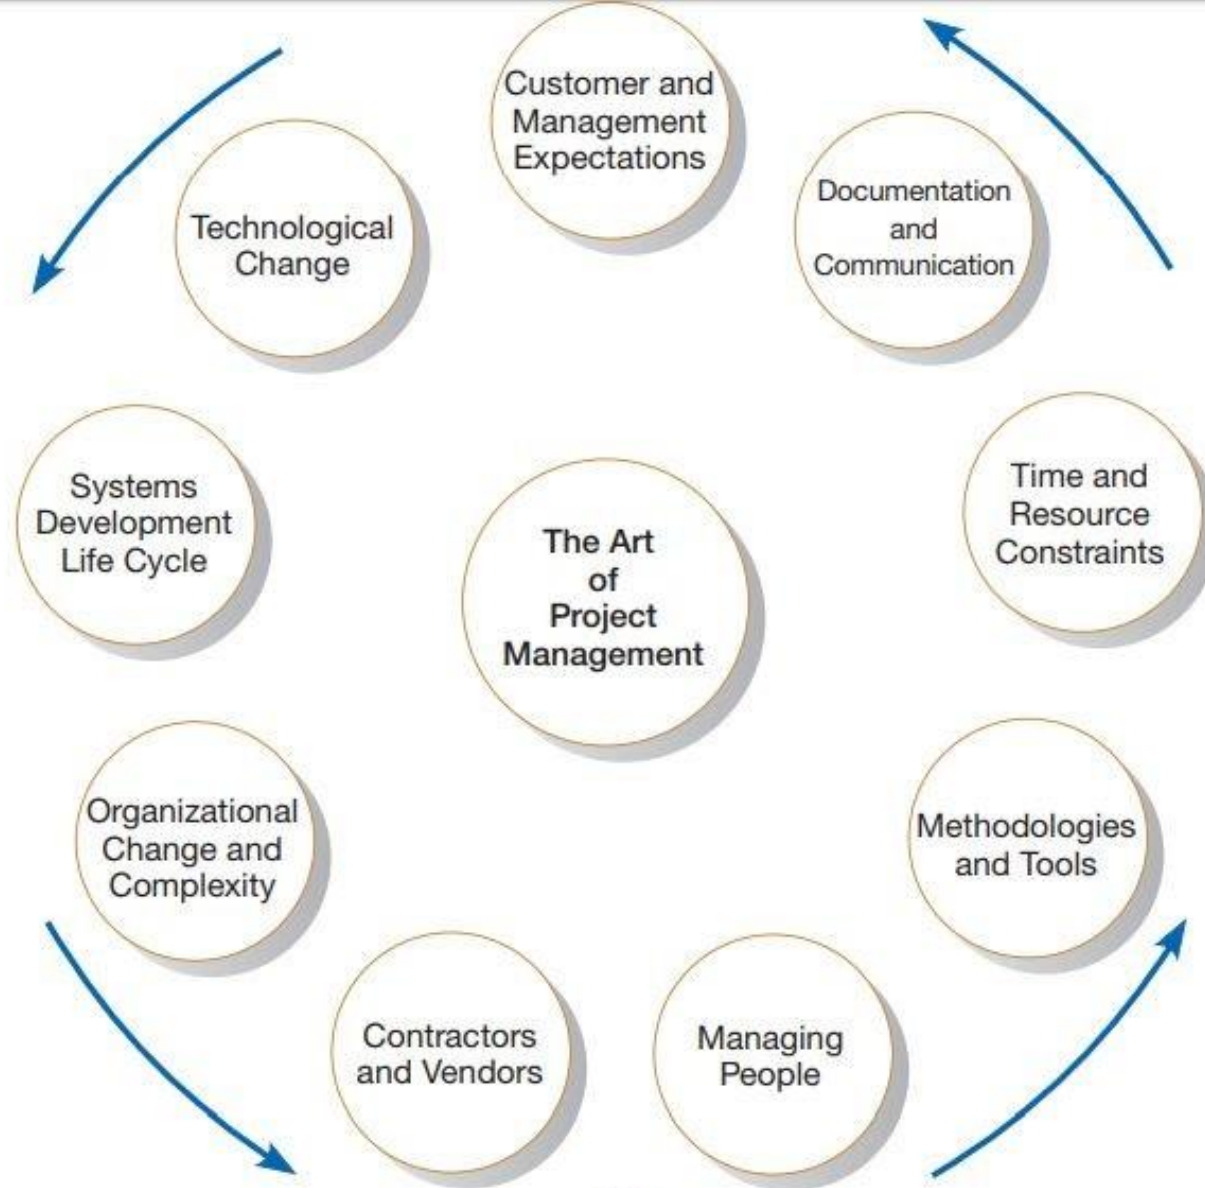 Customer and
Management
Expectations
Documentation
and
Communication
Technological
Change
Systems
Development
Life Cycle
The Art
of
Project
Management
Time and
Resource
Constraints
Organizational
Change and
Complexity
Methodologies
and Tools
Contractors
and Vendors
Managing
People